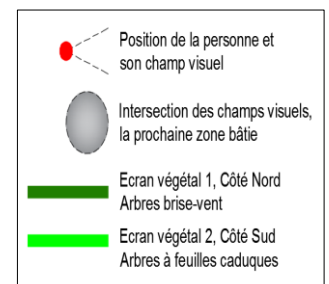 Position de la personne et
son champ visuel
Intersection des champs visuels,
la prochaine zone bâtie
Ecran végétal 1, Côté Nord
Arbres brise-vent
Ecran végétal 2, Côté Sud
Arbres à feuilles caduques